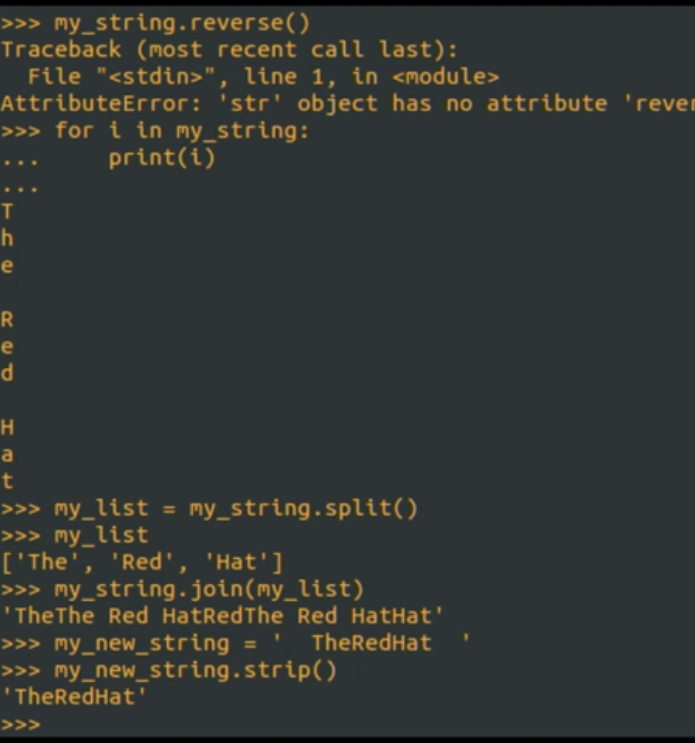 >>> my_string.reverse()
Traceback (most recent call last):
  File "<stdin>", line 1, in <module>
AttributeError: 'str' object has no attribute 'rever
>>> for i in my_string:
...     print(i)
...
T
h
e

R
e
d

H
a
t
>>> my_list = my_string.split()
>>> my_list
['The', 'Red', 'Hat']
>>> my_string.join(my_list)
'TheThe Red HatRedThe Red HatHat'
>>> my_new_string = '  TheRedHat  '
>>> my_new_string.strip()
'TheRedHat'
>>>